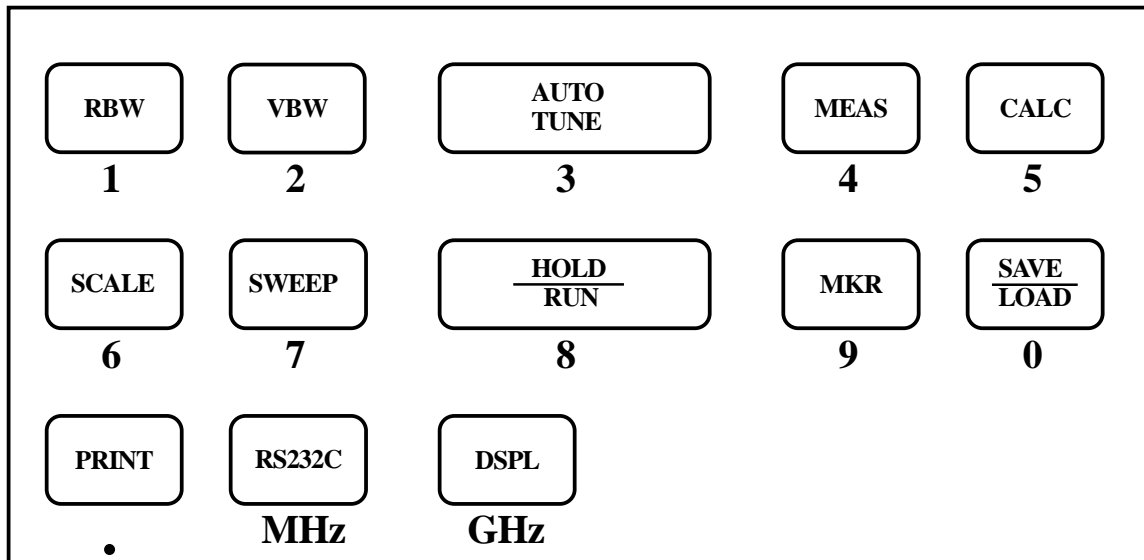 RBW VBW AUTO TUNE MEAS CALC
1 2 3 4 5
SCALE SWEEP HOLD RUN MKR SAVE LOAD
6 7 8 9 0
PRINT RS232C DSPL
. MHz GHz